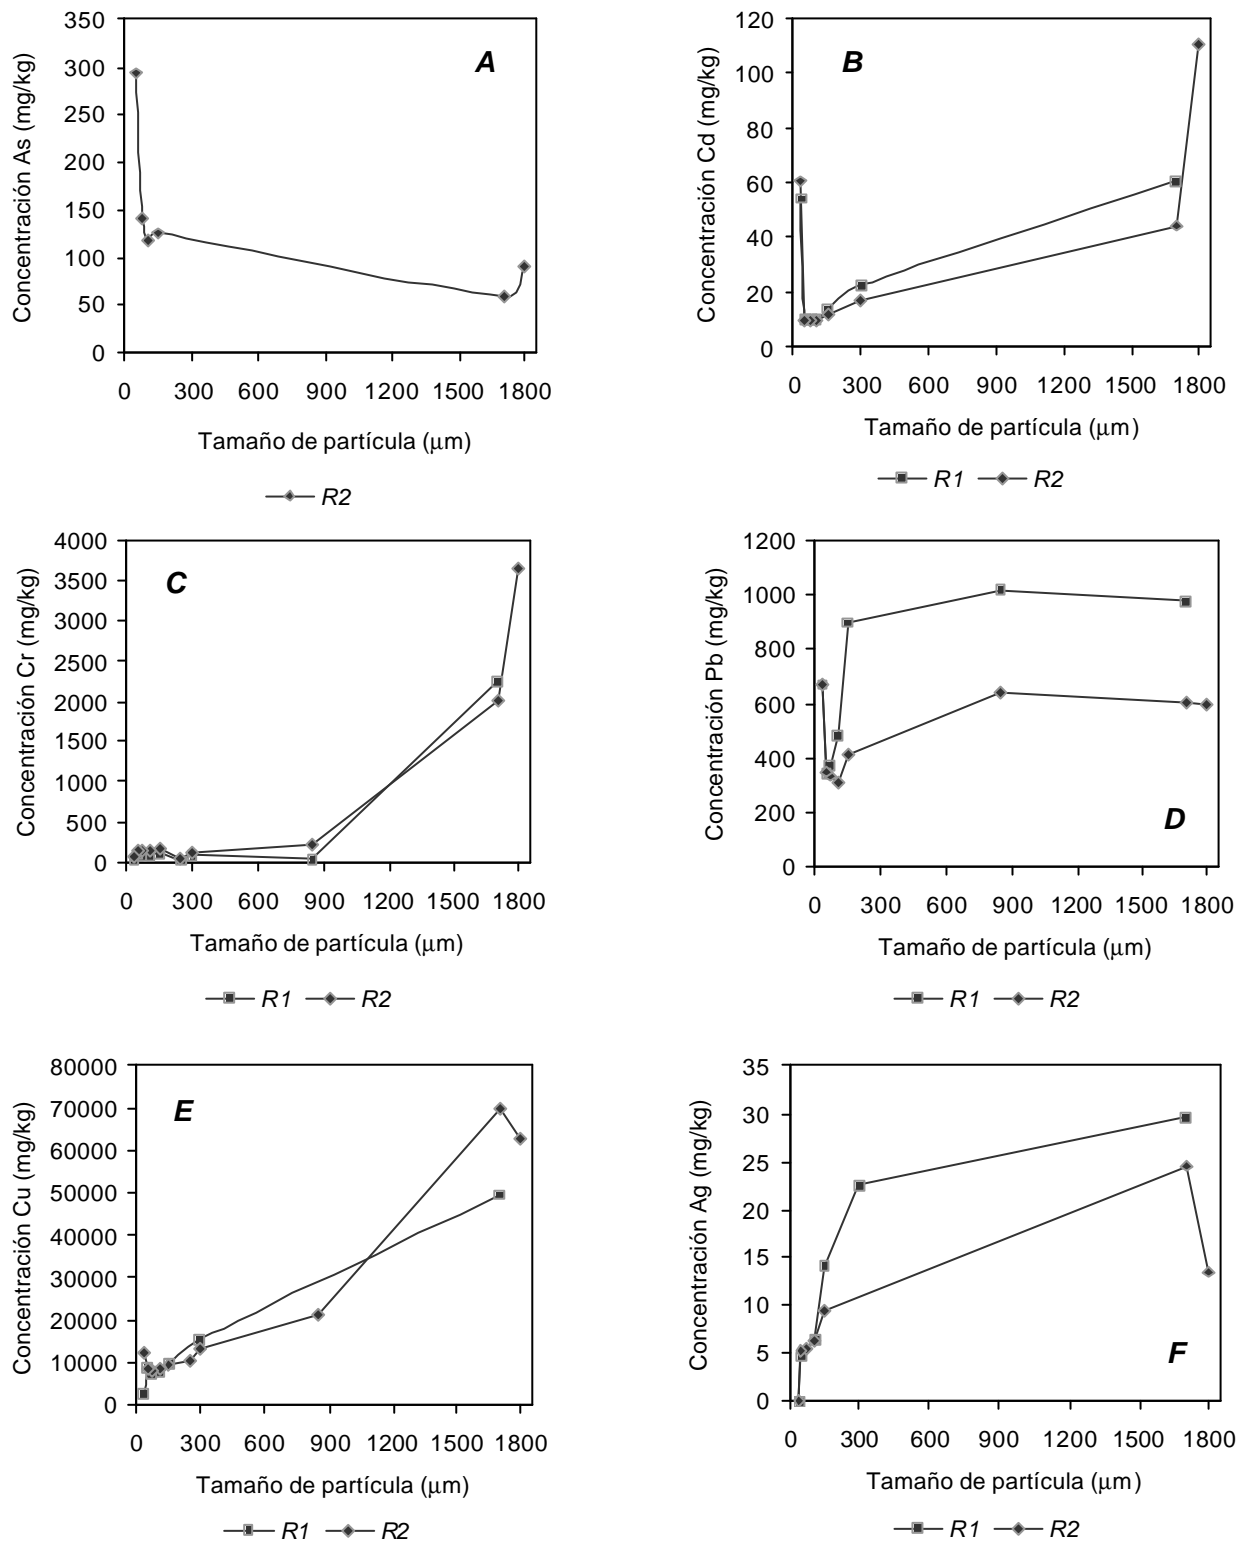 A
Concentración As (mg/kg)
350
300
250
200
150
100
50
0
0 300 600 900 1200 1500 1800
Tamaño de partícula (μm)
R2
B
Concentración Cd (mg/kg)
120
100
80
60
40
20
0
0 300 600 900 1200 1500 1800
Tamaño de partícula (μm)
R1 R2
C
Concentración Cr (mg/kg)
4000
3500
3000
2500
2000
1500
1000
500
0
0 300 600 900 1200 1500 1800
Tamaño de partícula (μm)
R1 R2
D
Concentración Pb (mg/kg)
1200
1000
800
600
400
200
0
0 300 600 900 1200 1500 1800
Tamaño de partícula (μm)
R1 R2
E
Concentración Cu (mg/kg)
80000
70000
60000
50000
40000
30000
20000
10000
0
0 300 600 900 1200 1500 1800
Tamaño de partícula (μm)
R1 R2
F
Concentración Ag (mg/kg)
35
30
25
20
15
10
5
0
0 300 600 900 1200 1500 1800
Tamaño de partícula (μm)
R1 R2